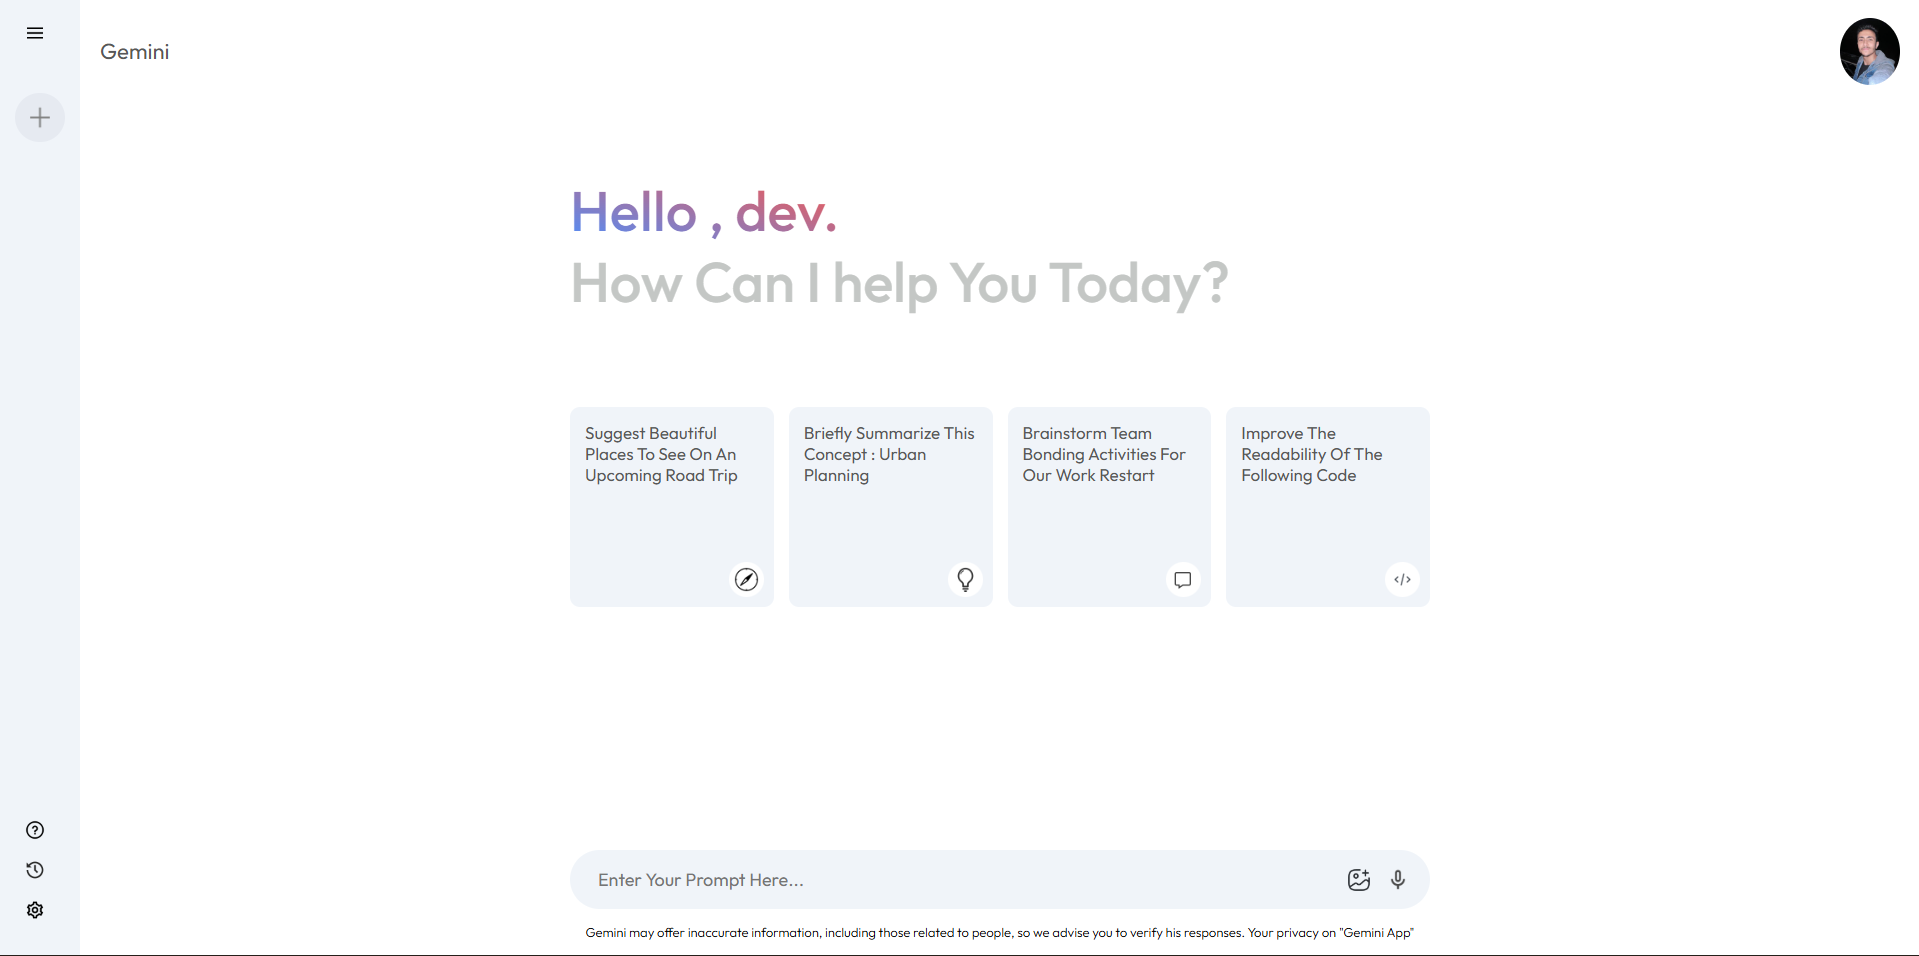 Gemini
Hello , dev.
How Can I help You Today?
Suggest Beautiful
Places To See On An
Upcoming Road Trip
Briefly Summarize This
Concept : Urban
Planning
Brainstorm Team
Bonding Activities For
Our Work Restart
Improve The
Readability Of The
Following Code
Enter Your Prompt Here...
Gemini may offer inaccurate information, including those related to people, so we advise you to verify his responses. Your privacy on "Gemini App"